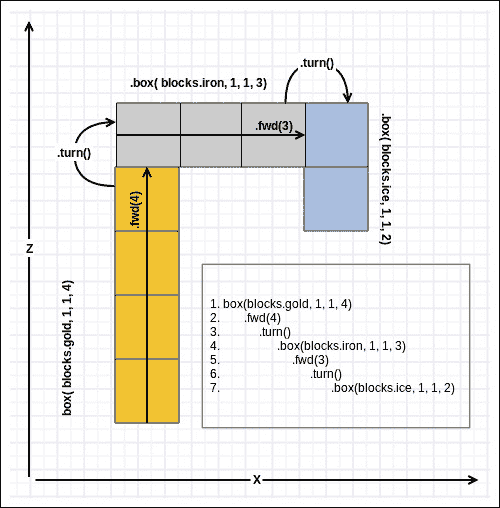 .turn()
.box( blocks.iron, 1, 1, 3)
.fwd(3)
.turn()
.box( blocks.ice, 1, 1, 2)
.fwd(4)
Z
box( blocks.gold, 1, 1, 4)
1. box(blocks.gold, 1, 1, 4)
2. .fwd(4)
3. .turn()
4. .box(blocks.iron, 1, 1, 3)
5. .fwd(3)
6. .turn()
7. .box(blocks.ice, 1, 1, 2)
X